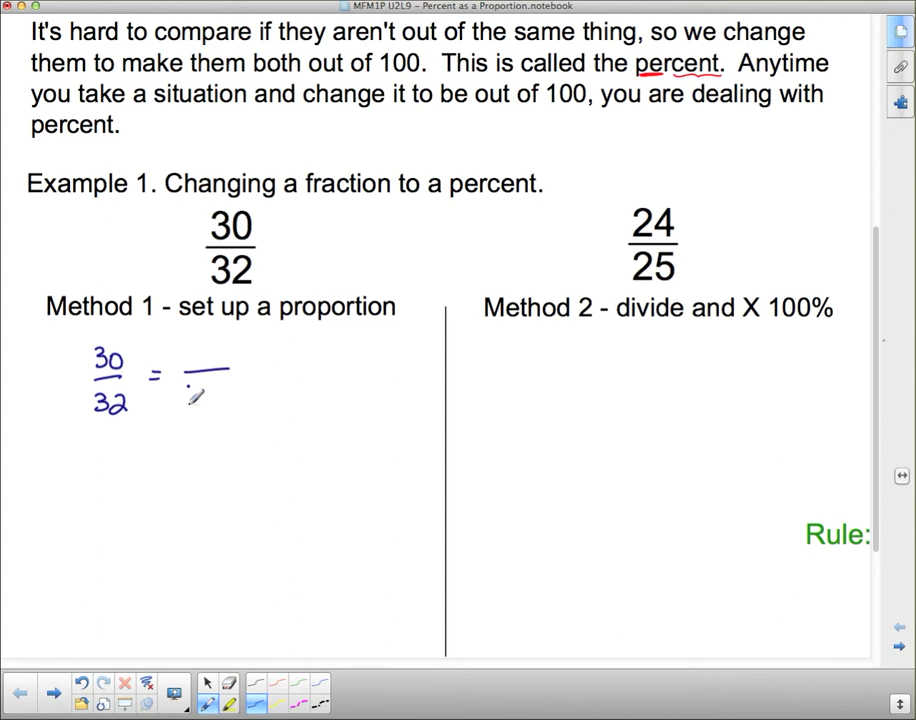 MFM1P U2L9 – Percent as a Proportion.notebook
It's hard to compare if they aren't out of the same thing, so we change
them to make them both out of 100.  This is called the percent.  Anytime
you take a situation and change it to be out of 100, you are dealing with
percent.
Example 1. Changing a fraction to a percent.
30
32
24
25
Method 1 - set up a proportion
Method 2 - divide and X 100%
30
32
=
Rule: